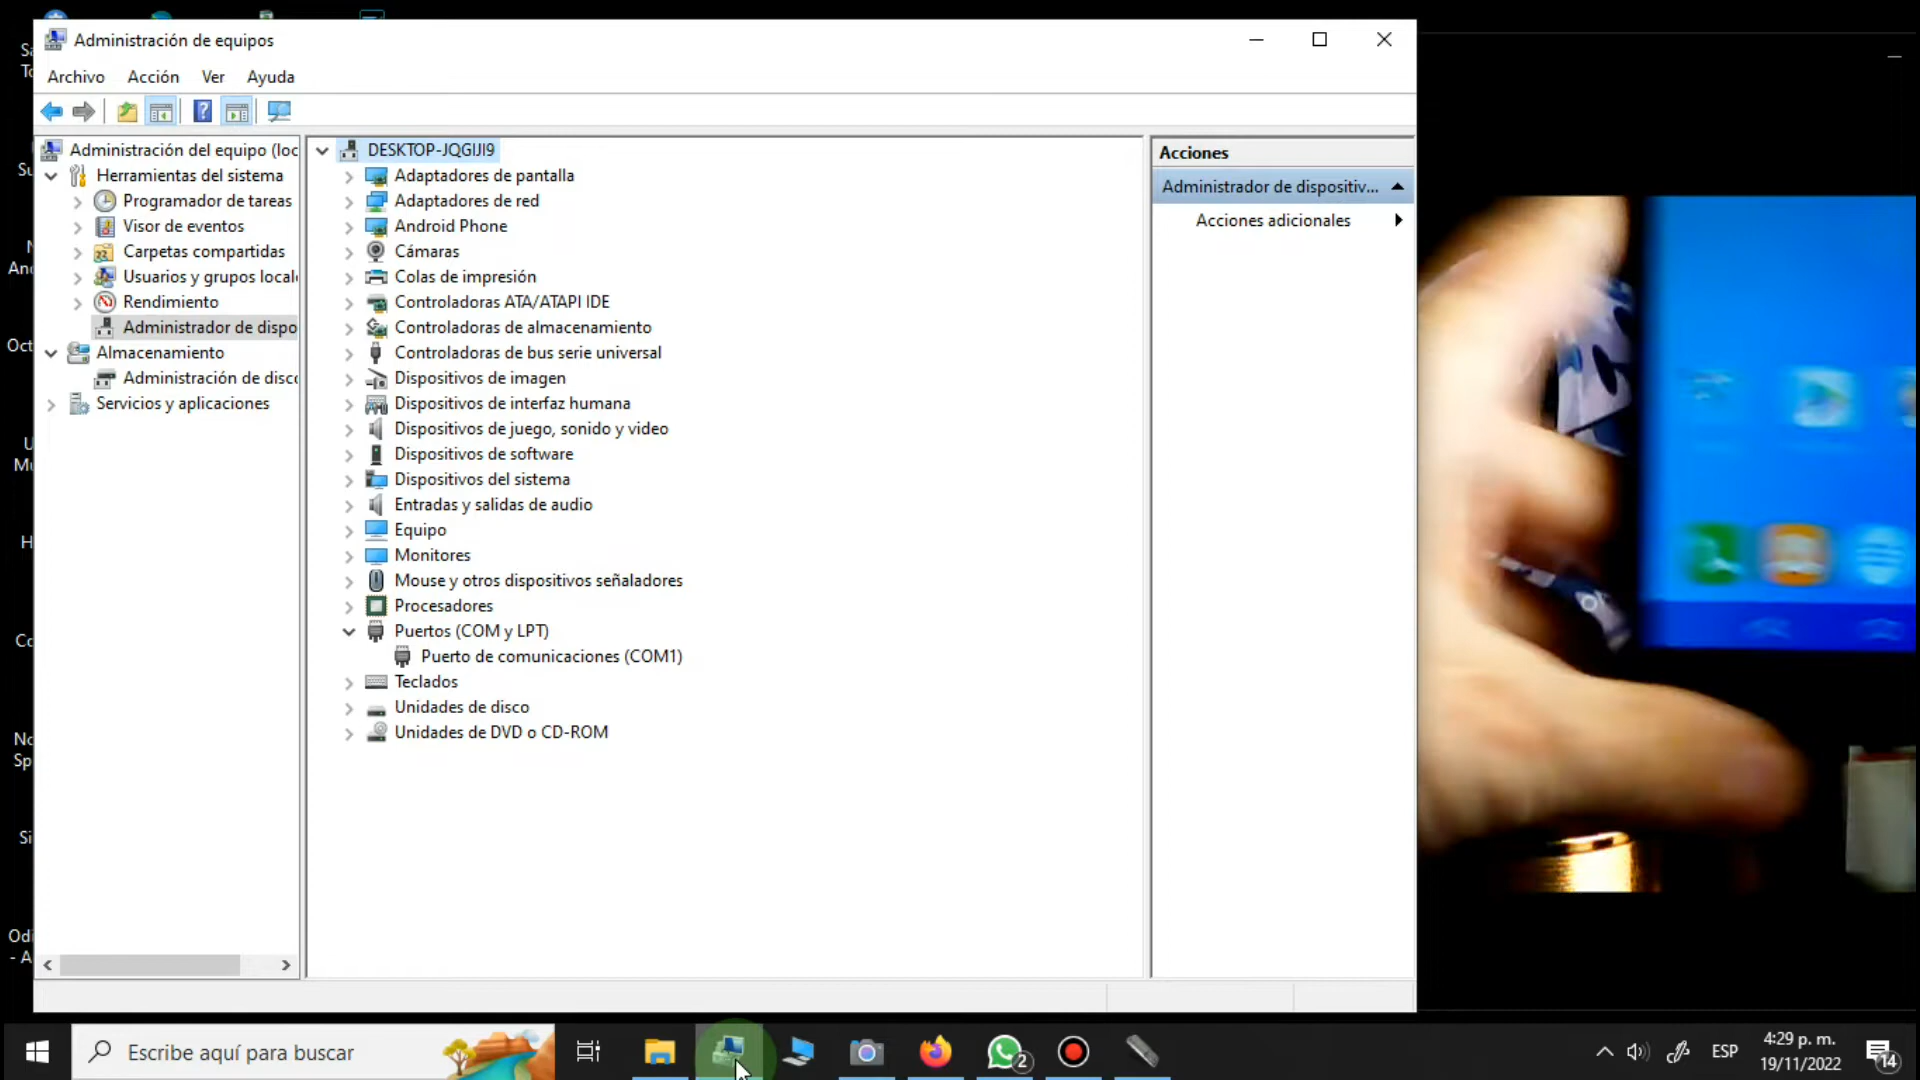 Administración de equipos
Archivo Acción Ver Ayuda
Administración del equipo (loc
Herramientas del sistema
Programador de tareas
Visor de eventos
Carpetas compartidas
Usuarios y grupos local
Rendimiento
Administrador de dispo
Almacenamiento
Administración de disc
Servicios y aplicaciones
DESKTOP-JQGIJI9
Adaptadores de pantalla
Adaptadores de red
Android Phone
Cámaras
Colas de impresión
Controladoras ATA/ATAPI IDE
Controladoras de almacenamiento
Controladoras de bus serie universal
Dispositivos de imagen
Dispositivos de interfaz humana
Dispositivos de juego, sonido y video
Dispositivos de software
Dispositivos del sistema
Entradas y salidas de audio
Equipo
Monitores
Mouse y otros dispositivos señaladores
Procesadores
Puertos (COM y LPT)
Puerto de comunicaciones (COM1)
Teclados
Unidades de disco
Unidades de DVD o CD-ROM
Acciones
Administrador de dispositiv...
Acciones adicionales
Oct
Odi
- A
Escribe aquí para buscar
2
ESP
4:29 p. m.
19/11/2022
14